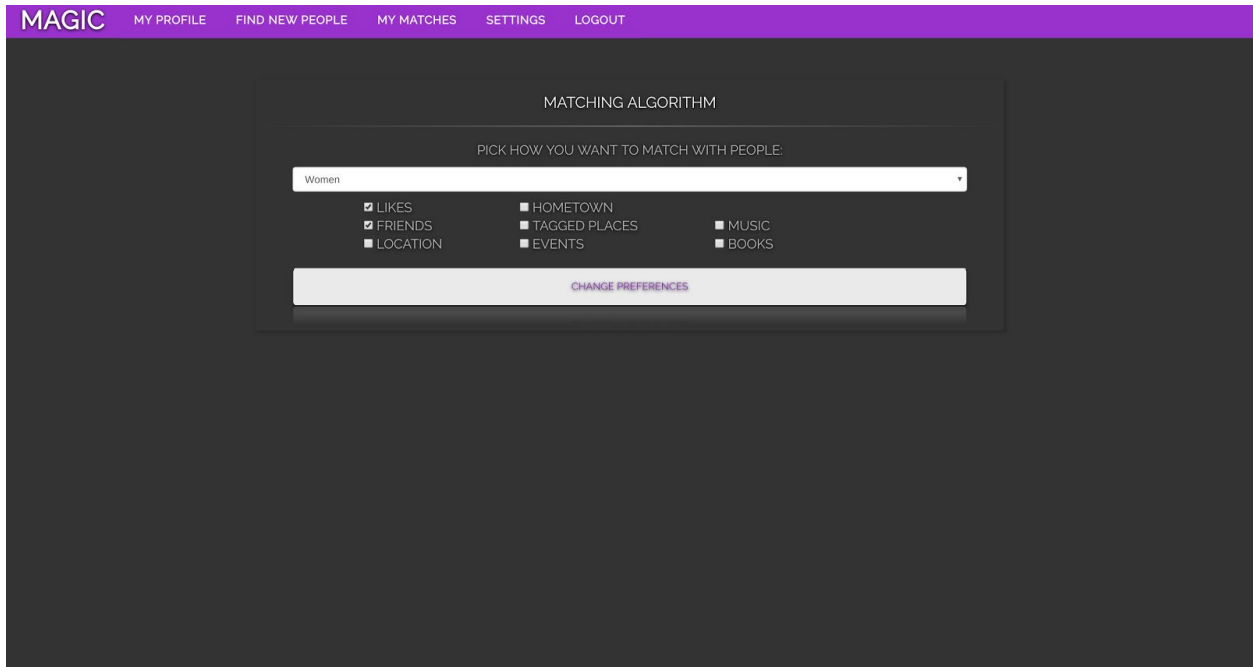 MAGIC MY PROFILE FIND NEW PEOPLE MY MATCHES SETTINGS LOGOUT
MATCHING ALGORITHM
PICK HOW YOU WANT TO MATCH WITH PEOPLE:
Women
LIKES HOMETOWN
FRIENDS TAGGED PLACES MUSIC
LOCATION EVENTS BOOKS
CHANGE PREFERENCES